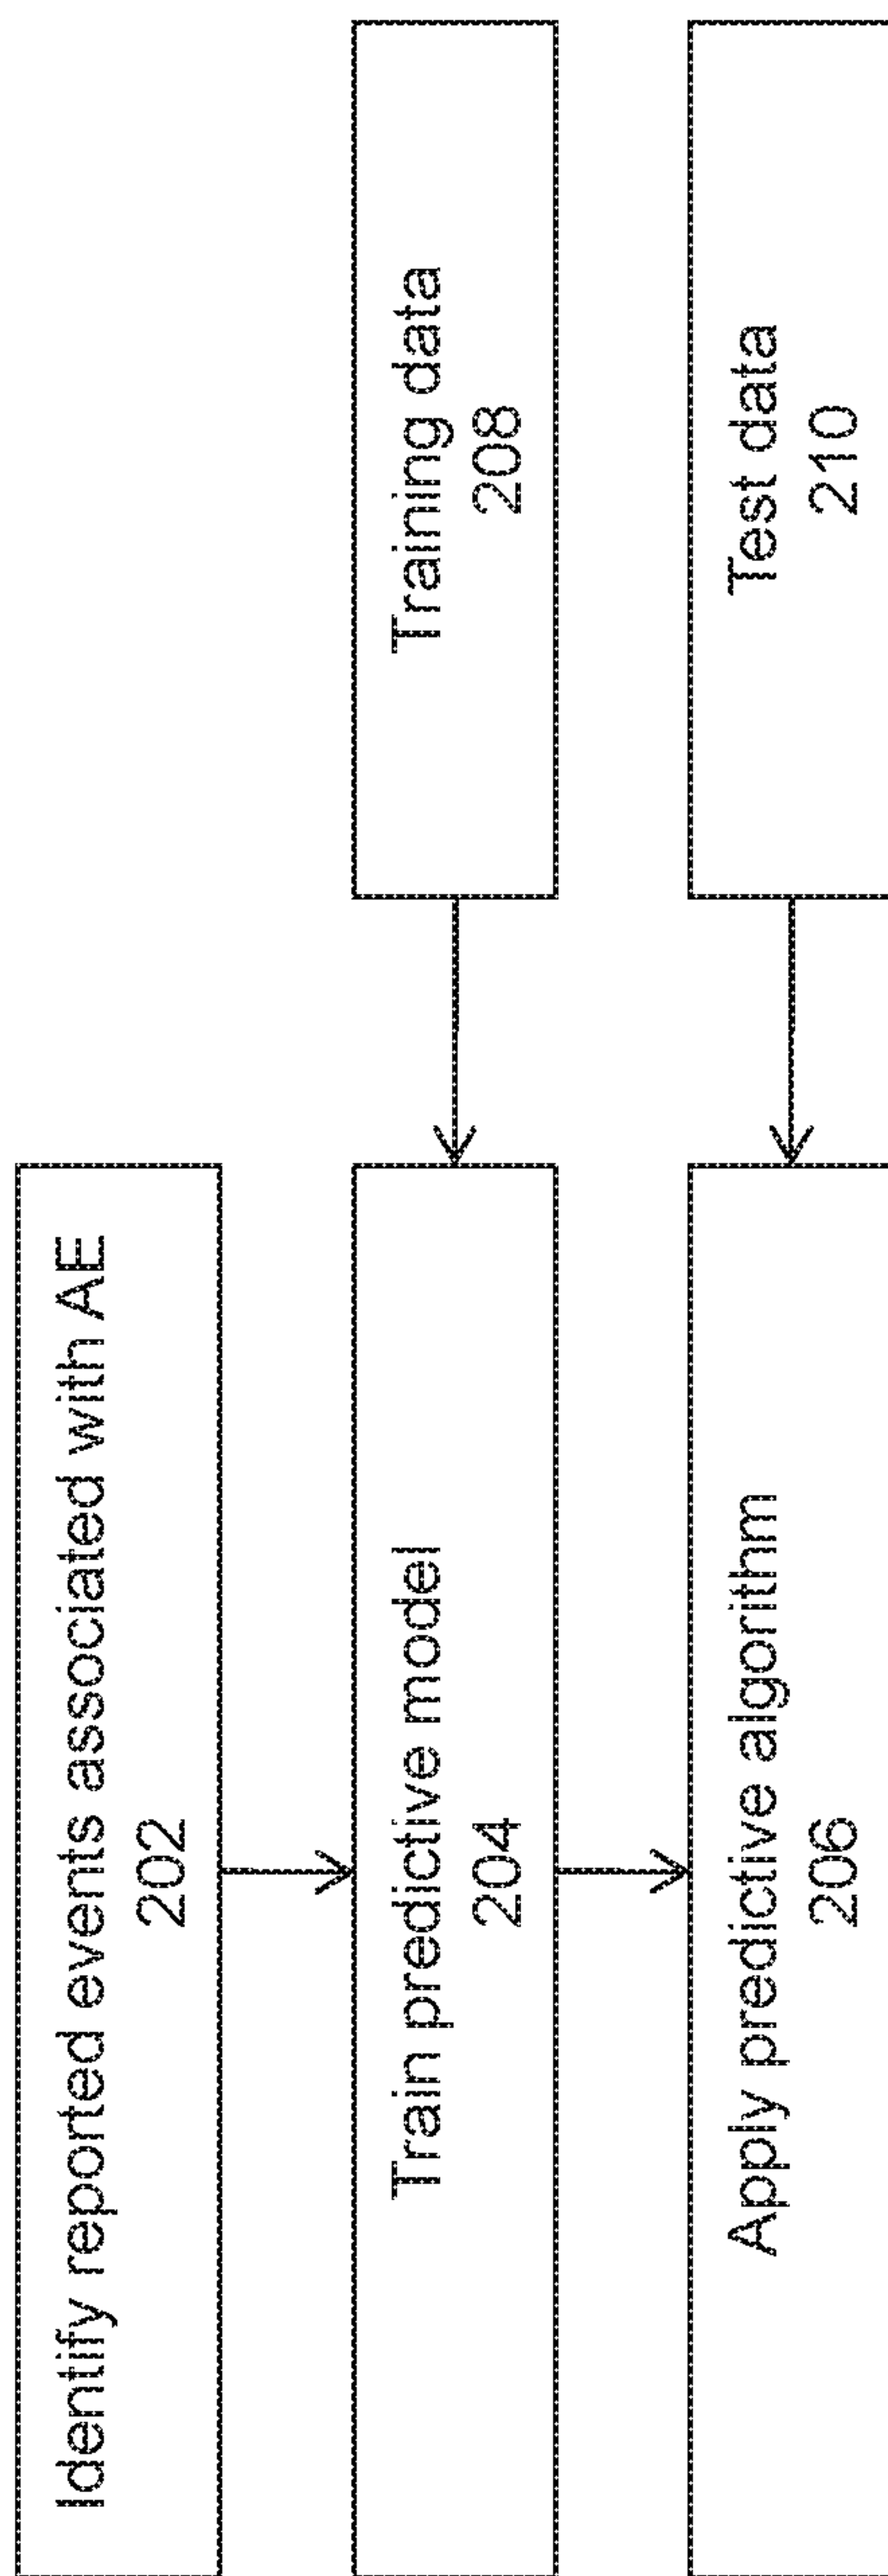 Identify reported events associated with AE
202
Train predictive model
204
Training data
208
Apply predictive algorithm
206
Test data
210